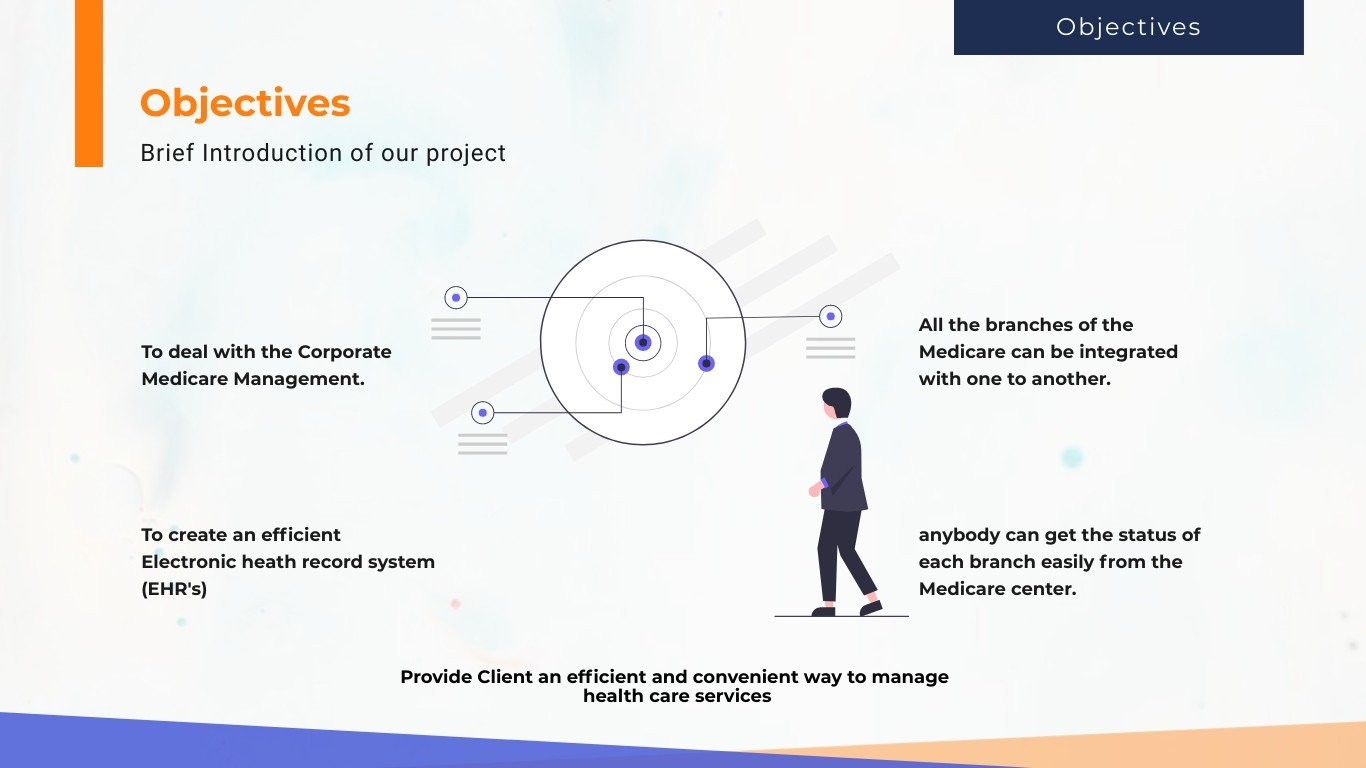 Objectives
Objectives
Brief Introduction of our project
To deal with the Corporate
Medicare Management.
All the branches of the
Medicare can be integrated
with one to another.
To create an efficient
Electronic heath record system
(EHR's)
anybody can get the status of
each branch easily from the
Medicare center.
Provide Client an efficient and convenient way to manage
health care services